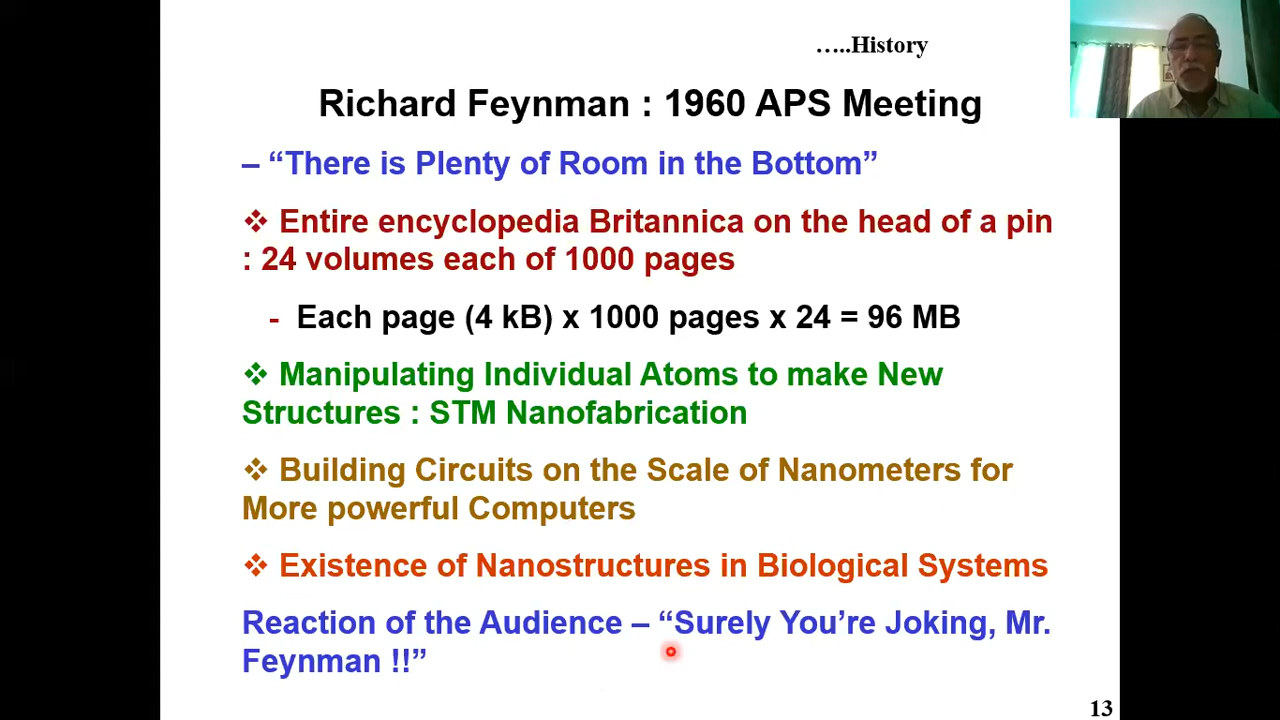 …..History
Richard Feynman : 1960 APS Meeting
– “There is Plenty of Room in the Bottom”
❖ Entire encyclopedia Britannica on the head of a pin
: 24 volumes each of 1000 pages
- Each page (4 kB) x 1000 pages x 24 = 96 MB
❖ Manipulating Individual Atoms to make New
Structures : STM Nanofabrication
❖ Building Circuits on the Scale of Nanometers for
More powerful Computers
❖ Existence of Nanostructures in Biological Systems
Reaction of the Audience – “Surely You’re Joking, Mr.
Feynman !!”
13